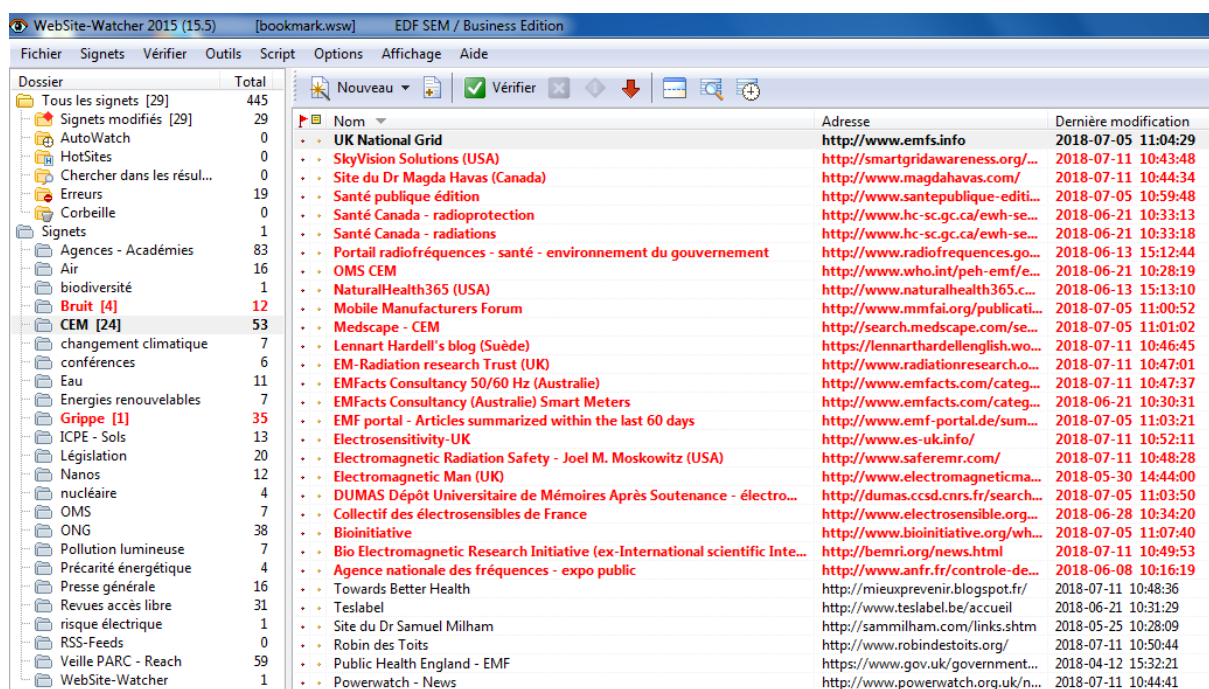 WebSite-Watcher 2015 (15.5) [bookmark.wsw] EDF SEM / Business Edition
Fichier Signets Vérifier Outils Script Options Affichage Aide
Dossier Total
Tous les signets [29] 445
Signets modifiés [29] 29
AutoWatch 0
HotSites 0
Chercher dans les résul... 0
Erreurs 19
Corbeille 0
Signets 1
Agences - Académies 83
Air 16
biodiversité 1
Bruit [4] 12
CEM [24] 53
changement climatique 7
conférences 6
Eau 11
Energies renouvelables 7
Grippe [1] 35
ICPE - Sols 13
Législation 20
Nanos 12
nucléaire 4
OMS 7
ONG 38
Pollution lumineuse 7
Précarité énergétique 4
Presse générale 16
Revues accès libre 31
risque électrique 1
RSS-Feeds 0
Veille PARC - Reach 59
WebSite-Watcher 1
Nouveau Vérifier
Nom Adresse Dernière modification
UK National Grid http://www.emfs.info 2018-07-05 11:04:29
SkyVision Solutions (USA) http://smartgridawareness.org/... 2018-07-11 10:43:48
Site du Dr Magda Havas (Canada) http://www.magdahavas.com/ 2018-07-11 10:44:34
Santé publique édition http://www.santepublique-editi... 2018-07-05 10:59:48
Santé Canada - radioprotection http://www.hc-sc.gc.ca/ewh-se... 2018-06-21 10:33:13
Santé Canada - radiations http://www.hc-sc.gc.ca/ewh-se... 2018-06-21 10:33:18
Portail radiofréquences - santé - environnement du gouvernement http://www.radiofrequences.go... 2018-06-13 15:12:44
OMS CEM http://www.who.int/peh-emf/e... 2018-06-21 10:28:19
NaturalHealth365 (USA) http://www.naturalhealth365.c... 2018-06-13 15:13:10
Mobile Manufacturers Forum http://www.mmfai.org/publicati... 2018-07-05 11:00:52
Medscape - CEM http://search.medscape.com/se... 2018-07-05 11:01:02
Lennart Hardell's blog (Suède) https://lennarthardellenglish.wo... 2018-07-11 10:46:45
EM-Radiation research Trust (UK) http://www.radiationresearch.o... 2018-07-11 10:47:01
EMFacts Consultancy 50/60 Hz (Australie) http://www.emfacts.com/categ... 2018-07-11 10:47:37
EMFacts Consultancy (Australie) Smart Meters http://www.emfacts.com/categ... 2018-06-21 10:30:31
EMF portal - Articles summarized within the last 60 days http://www.emf-portal.de/sum... 2018-07-05 11:03:21
Electrosensitivity-UK http://www.es-uk.info/ 2018-07-11 10:52:11
Electromagnetic Radiation Safety - Joel M. Moskowitz (USA) http://www.saferemr.com/ 2018-07-11 10:48:28
Electromagnetic Man (UK) http://www.electromagneticma... 2018-05-30 14:44:00
DUMAS Dépôt Universitaire de Mémoires Après Soutenance - électro... http://dumas.ccsd.cnrs.fr/search... 2018-07-05 11:03:50
Collectif des électrosensibles de France http://www.electrosensible.org... 2018-06-28 10:34:20
Bioinitiative http://www.bioinitiative.org/wh... 2018-07-05 11:07:40
Bio Electromagnetic Research Initiative (ex-International scientific Inte... http://bemri.org/news.html 2018-07-11 10:49:53
Agence nationale des fréquences - expo public http://www.anfr.fr/controle-de... 2018-06-08 10:16:19
Towards Better Health http://mieuxprevenir.blogspot.fr/ 2018-07-11 10:48:36
Teslabel http://www.teslabel.be/accueil 2018-06-21 10:31:29
Site du Dr Samuel Milham http://sammilham.com/links.shtm 2018-05-25 10:28:09
Robin des Toits http://www.robindestoits.org/ 2018-07-11 10:50:44
Public Health England - EMF https://www.gov.uk/government... 2018-04-12 15:32:21
Powerwatch - News http://www.powerwatch.org.uk/n... 2018-07-11 10:44:41